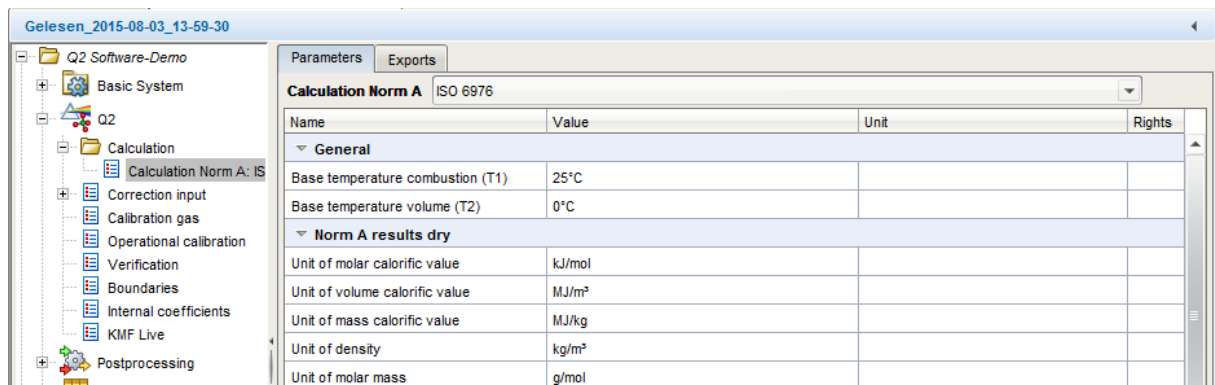 Gelesen_2015-08-03_13-59-30
Q2 Software-Demo
Basic System
Q2
Calculation
Calculation Norm A: IS
Correction input
Calibration gas
Operational calibration
Verification
Boundaries
Internal coefficients
KMF Live
Postprocessing
Parameters Exports
Calculation Norm A ISO 6976
Name Value Unit Rights
General
Base temperature combustion (T1) 25°C
Base temperature volume (T2) 0°C
Norm A results dry
Unit of molar calorific value kJ/mol
Unit of volume calorific value MJ/m³
Unit of mass calorific value MJ/kg
Unit of density kg/m³
Unit of molar mass g/mol